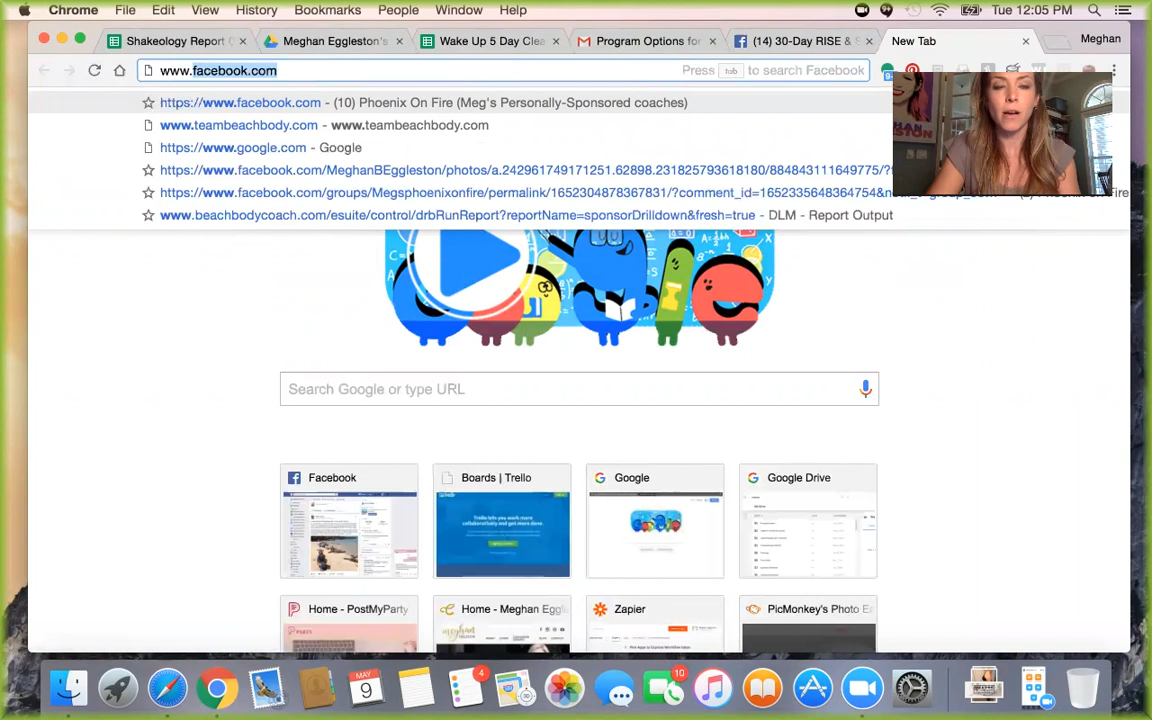 Chrome File Edit View History Bookmarks People Window Help Tue 12:05 PM
Shakeology Report Meghan Eggleston's Wake Up 5 Day Clea Program Options for (14) 30-Day RISE & S New Tab Meghan
www.facebook.com Press tab to search Facebook
https://www.facebook.com - (10) Phoenix On Fire (Meg's Personally-Sponsored coaches)
www.teambeachbody.com - www.teambeachbody.com
https://www.google.com - Google
https://www.facebook.com/MeghanBEggleston/photos/a.242961749171251.62898.231825793618180/884843111649775/?
https://www.facebook.com/groups/Megsphoenixonfire/permalink/1652304878367831/?comment_id=1652335648364754&
www.beachbodycoach.com/esuite/control/drbRunReport?reportName=sponsorDrilldown&fresh=true - DLM - Report Output
Search Google or type URL
Facebook Boards | Trello Google Google Drive
Home - PostMyParty Home - Meghan Eggl Zapier PicMonkey's Photo E
MAY
9
4
10